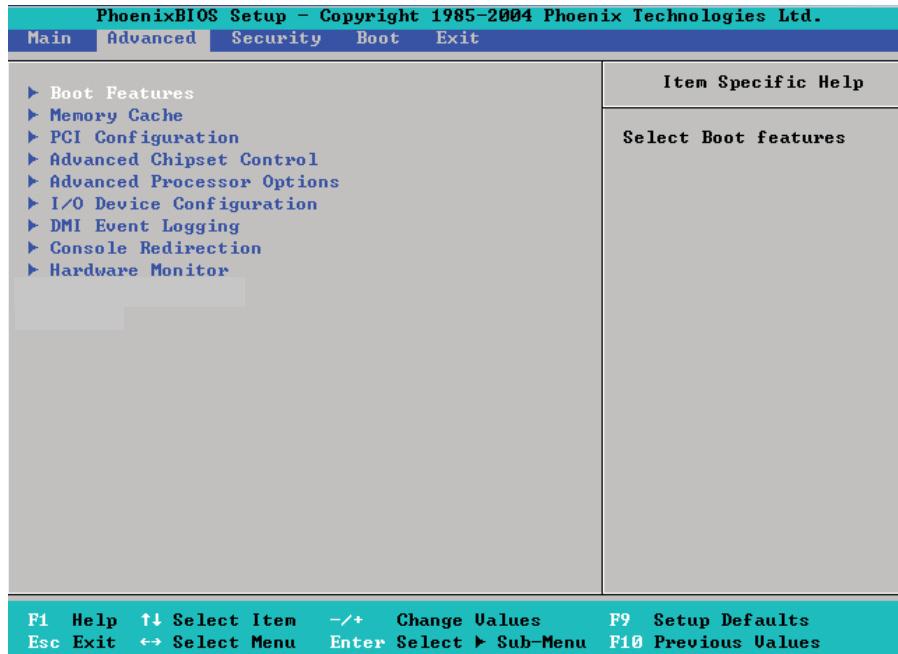 PhoenixBIOS Setup – Copyright 1985-2004 Phoenix Technologies Ltd.
Main Advanced Security Boot Exit
Item Specific Help
▶ Boot Features
▶ Memory Cache
▶ PCI Configuration
▶ Advanced Chipset Control
▶ Advanced Processor Options
▶ I/O Device Configuration
▶ DMI Event Logging
▶ Console Redirection
▶ Hardware Monitor
Select Boot features
F1 Help ↑↓ Select Item -/+ Change Values F9 Setup Defaults
Esc Exit ↔ Select Menu Enter Select ▶ Sub-Menu F10 Previous Values